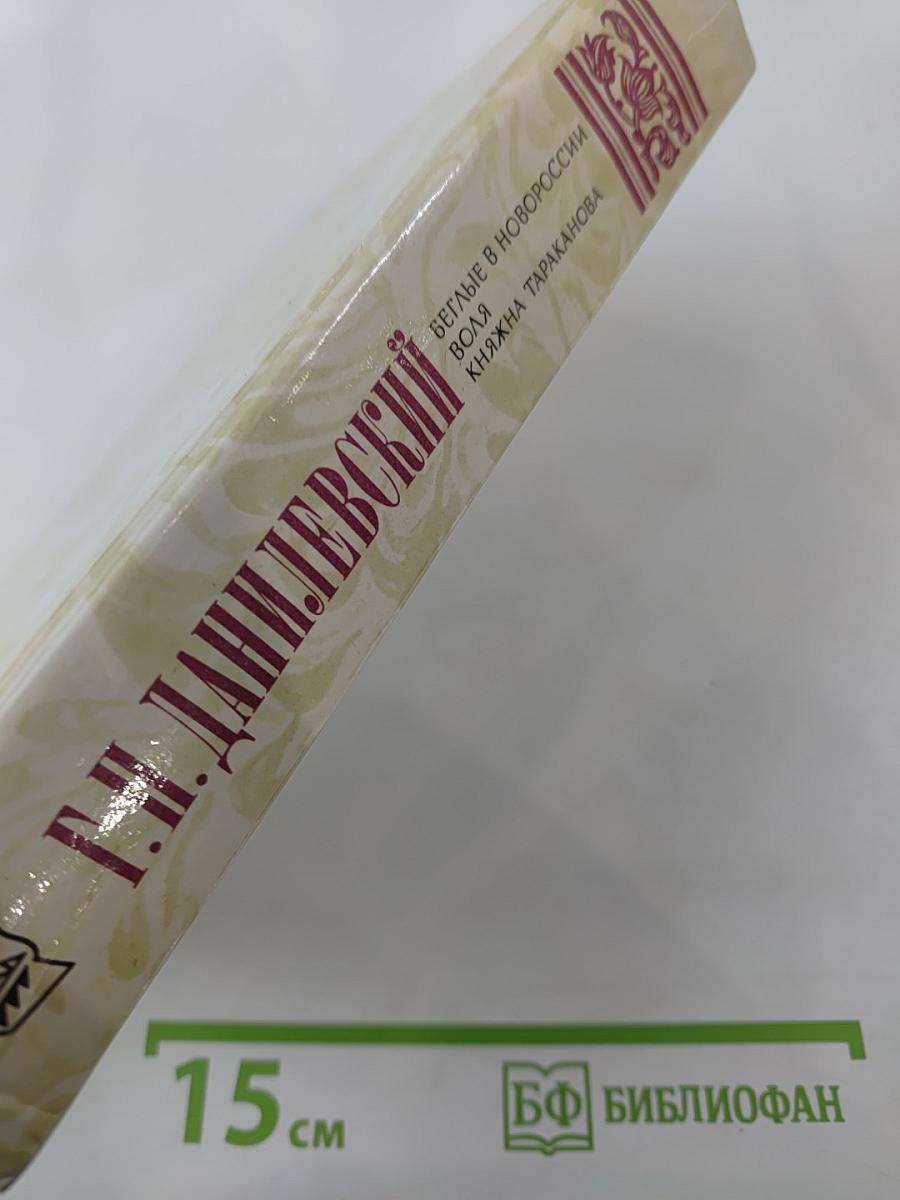 Г.Н. ДАНИЛЕВСКИЙ
БЕГЛЫЕ В НОВОРОССИИ
ВОЛЯ
КНЯЖНА ТАРАКАНОВА
15 см
БФ БИБЛИОФАН